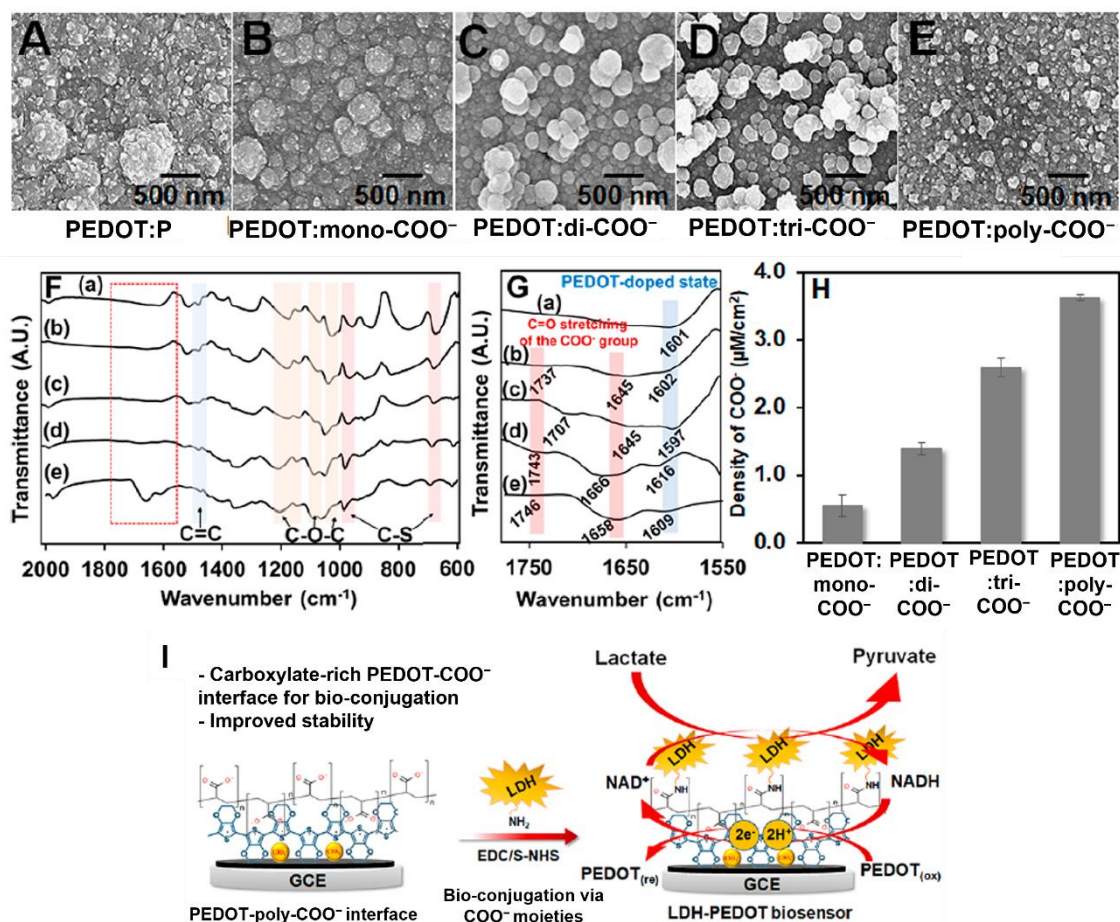 A
B
C
D
E
500 nm
500 nm
500 nm
500 nm
500 nm
PEDOT:P
PEDOT:mono-COO⁻
PEDOT:di-COO⁻
PEDOT:tri-COO⁻
PEDOT:poly-COO⁻
F
(a)
(b)
(c)
(d)
(e)
Transmittance (A.U.)
C=C
C-O-C
C-S
2000 1800 1600 1400 1200 1000 800 600
Wavenumber (cm⁻¹)
G
PEDOT-doped state
(a)
C=O stretching
of the COO⁻ group
1601
(b)
1737
1645
1602
(c)
1707
1645
1597
(d)
1743
1666
1616
(e)
1746
1658
1609
Transmittance (A.U.)
1750 1650 1550
Wavenumber (cm⁻¹)
H
Density of COO⁻ (µM/cm²)
4.0
3.0
2.0
1.0
0.0
PEDOT:
mono-
COO⁻
PEDOT
:di-
COO⁻
PEDOT
:tri-
COO⁻
PEDOT
:poly-
COO⁻
I
- Carboxylate-rich PEDOT-COO⁻
interface for bio-conjugation
- Improved stability
GCE
PEDOT-poly-COO⁻ interface
LDH
NH₂
EDC/S-NHS
Bio-conjugation via
COO⁻ moieties
Lactate
Pyruvate
LDH
LDH
LDH
NAD⁺
NADH
NH
NH
NH
2e⁻
2H⁺
PEDOT(re)
PEDOT(ox)
GCE
LDH-PEDOT biosensor